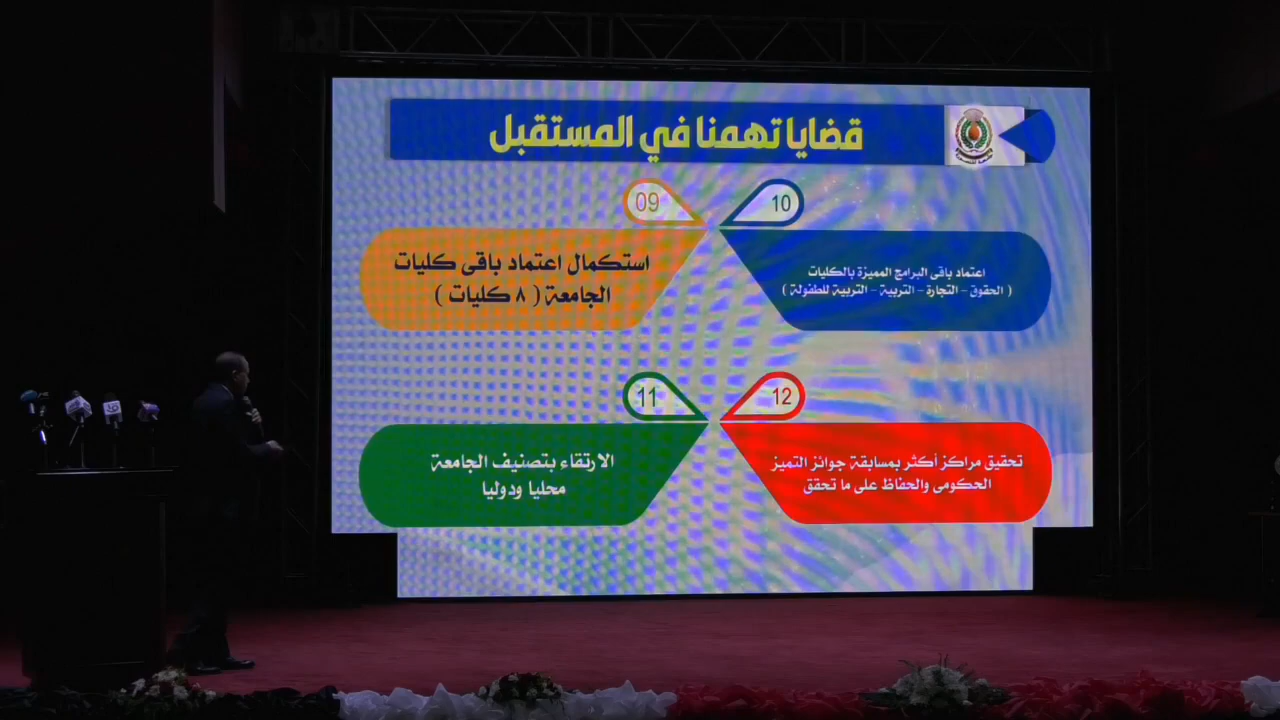 قضايا تهمنا في المستقبل
09
استكمال اعتماد باقى كليات
الجامعة ( ٨ كليات )
10
اعتماد باقى البرامج المميزة بالكليات
( الحقوق - التجارة - التربية - التربية للطفولة )
11
الارتقاء بتصنيف الجامعة
محليا ودوليا
12
تحقيق مراكز أكثر بمسابقة جوائز التميز
الحكومى والحفاظ على ما تحقق